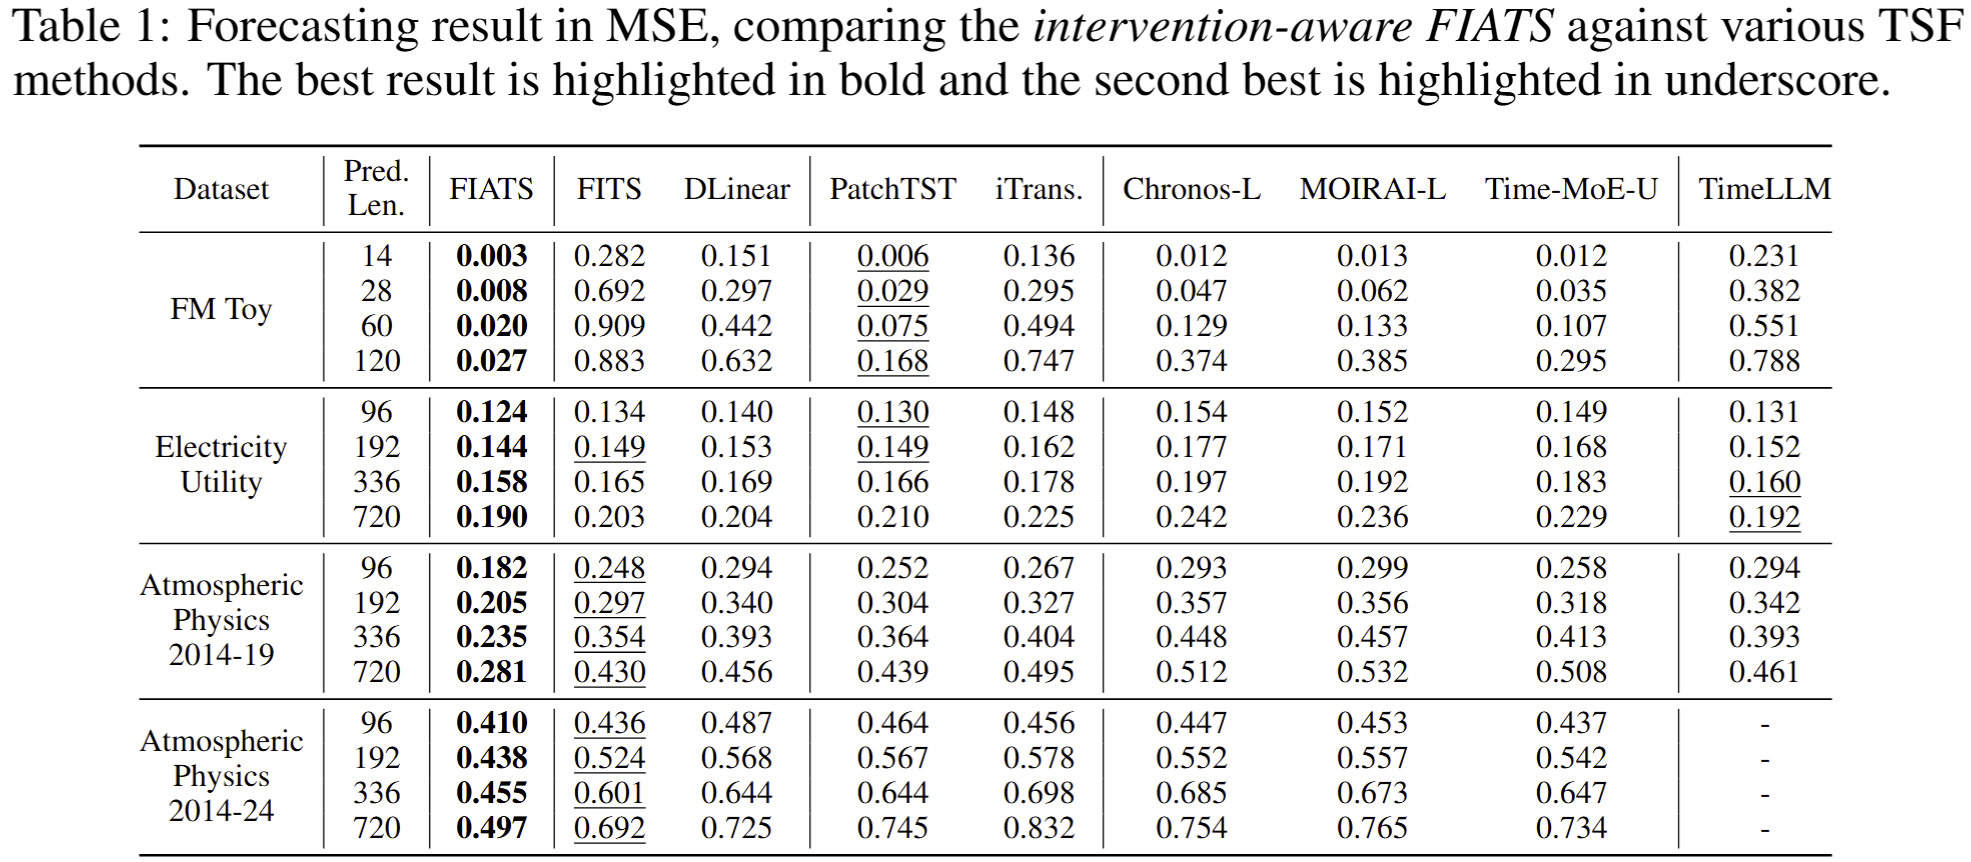 Table 1: Forecasting result in MSE, comparing the intervention-aware FIATS against various TSF
methods. The best result is highlighted in bold and the second best is highlighted in underscore.
Dataset Pred. Len. FIATS FITS DLinear PatchTST iTrans. Chronos-L MOIRAI-L Time-MoE-U TimeLLM
FM Toy
14 0.003 0.282 0.151 0.006 0.136 0.012 0.013 0.012 0.231
28 0.008 0.692 0.297 0.029 0.295 0.047 0.062 0.035 0.382
60 0.020 0.909 0.442 0.075 0.494 0.129 0.133 0.107 0.551
120 0.027 0.883 0.632 0.168 0.747 0.374 0.385 0.295 0.788
Electricity
Utility
96 0.124 0.134 0.140 0.130 0.148 0.154 0.152 0.149 0.131
192 0.144 0.149 0.153 0.149 0.162 0.177 0.171 0.168 0.152
336 0.158 0.165 0.169 0.166 0.178 0.197 0.192 0.183 0.160
720 0.190 0.203 0.204 0.210 0.225 0.242 0.236 0.229 0.192
Atmospheric
Physics
2014-19
96 0.182 0.248 0.294 0.252 0.267 0.293 0.299 0.258 0.294
192 0.205 0.297 0.340 0.304 0.327 0.357 0.356 0.318 0.342
336 0.235 0.354 0.393 0.364 0.404 0.448 0.457 0.413 0.393
720 0.281 0.430 0.456 0.439 0.495 0.512 0.532 0.508 0.461
Atmospheric
Physics
2014-24
96 0.410 0.436 0.487 0.464 0.456 0.447 0.453 0.437 -
192 0.438 0.524 0.568 0.567 0.578 0.552 0.557 0.542 -
336 0.455 0.601 0.644 0.644 0.698 0.685 0.673 0.647 -
720 0.497 0.692 0.725 0.745 0.832 0.754 0.765 0.734 -